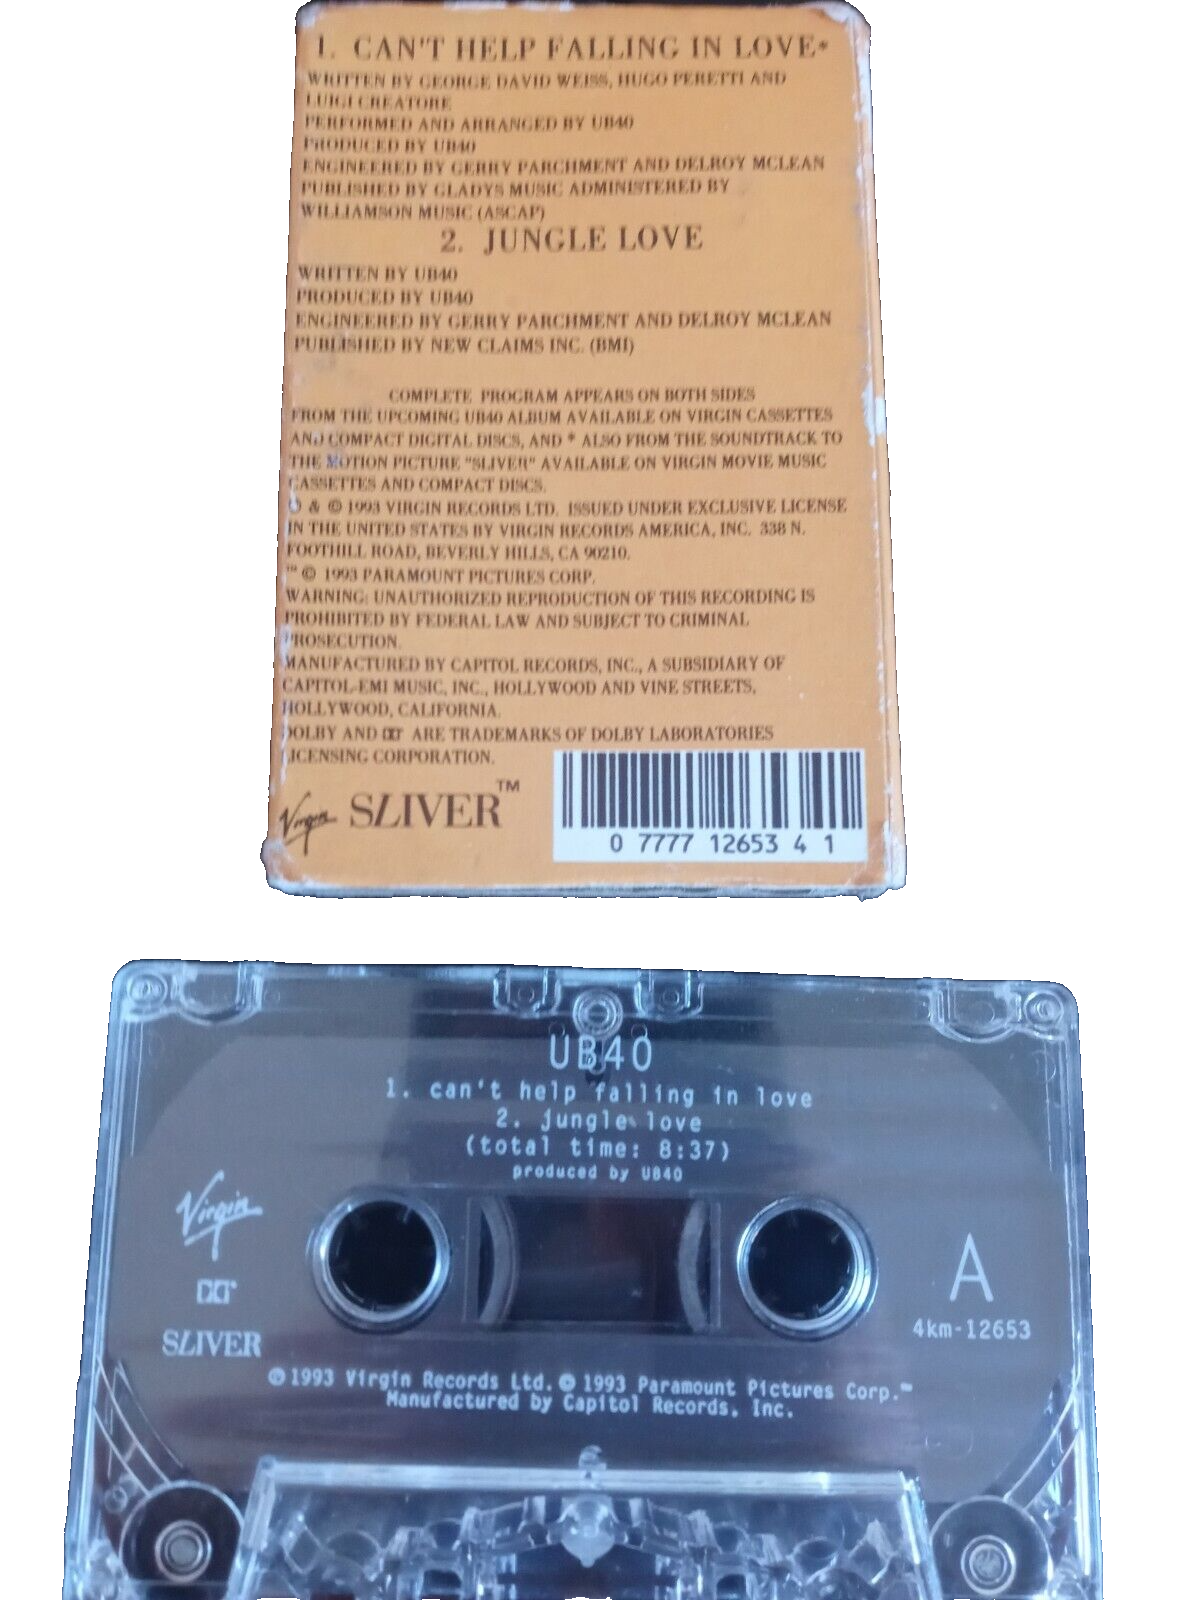 1. CAN'T HELP FALLING IN LOVE*
WRITTEN BY GEORGE DAVID WEISS, HUGO PERETTI AND
LUIGI CREATORE
PERFORMED AND ARRANGED BY UB40
PRODUCED BY UB40
ENGINEERED BY GERRY PARCHMENT AND DELROY MCLEAN
PUBLISHED BY GLADYS MUSIC ADMINISTERED BY
WILLIAMSON MUSIC (ASCAP)
2. JUNGLE LOVE
WRITTEN BY UB40
PRODUCED BY UB40
ENGINEERED BY GERRY PARCHMENT AND DELROY MCLEAN
PUBLISHED BY NEW CLAIMS INC. (BMI)
COMPLETE PROGRAM APPEARS ON BOTH SIDES
FROM THE UPCOMING UB40 ALBUM AVAILABLE ON VIRGIN CASSETTES
AND COMPACT DIGITAL DISCS, AND * ALSO FROM THE SOUNDTRACK TO
THE MOTION PICTURE "SLIVER" AVAILABLE ON VIRGIN MOVIE MUSIC
CASSETTES AND COMPACT DISCS.
℗ & © 1993 VIRGIN RECORDS LTD. ISSUED UNDER EXCLUSIVE LICENSE
IN THE UNITED STATES BY VIRGIN RECORDS AMERICA, INC. 338 N.
FOOTHILL ROAD, BEVERLY HILLS, CA 90210.
™ © 1993 PARAMOUNT PICTURES CORP.
WARNING: UNAUTHORIZED REPRODUCTION OF THIS RECORDING IS
PROHIBITED BY FEDERAL LAW AND SUBJECT TO CRIMINAL
PROSECUTION.
MANUFACTURED BY CAPITOL RECORDS, INC., A SUBSIDIARY OF
CAPITOL-EMI MUSIC, INC., HOLLYWOOD AND VINE STREETS,
HOLLYWOOD, CALIFORNIA.
DOLBY AND ARE TRADEMARKS OF DOLBY LABORATORIES
LICENSING CORPORATION.
Virgin SLIVER™
0 7777 12653 4 1
UB40
1. can't help falling in love
2. jungle love
(total time: 8:37)
produced by UB40
Virgin
SLIVER
A
4km-12653
℗ 1993 Virgin Records Ltd. © 1993 Paramount Pictures Corp.™
Manufactured by Capitol Records, Inc.